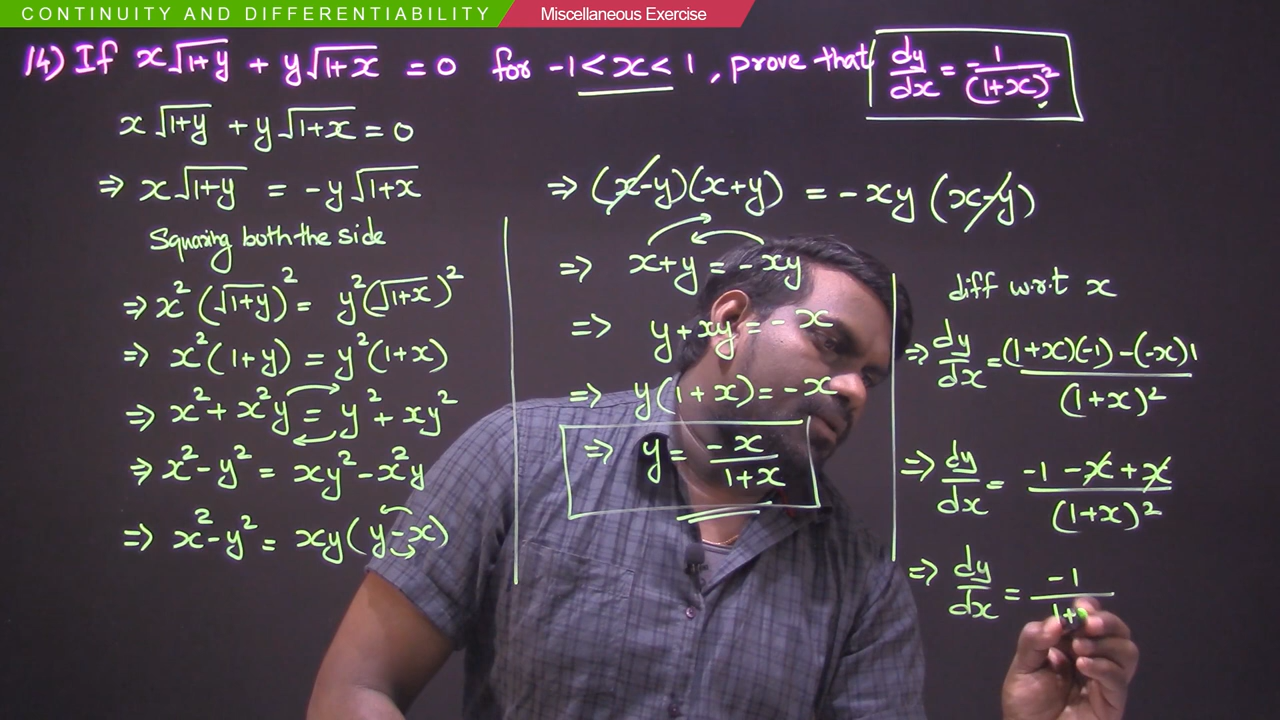 CONTINUITY AND DIFFERENTIABILITY
Miscellaneous Exercise
14) If x√(1+y) + y√(1+x) = 0 for -1 < x < 1, prove that dy/dx = -1/(1+x)²
x√(1+y) + y√(1+x) = 0
⇒ x√(1+y) = -y√(1+x)
Squaring both the side
⇒ x²(√(1+y))² = y²(√(1+x))²
⇒ x²(1+y) = y²(1+x)
⇒ x² + x²y = y² + xy²
⇒ x² - y² = xy² - x²y
⇒ x² - y² = xy(y - x)
⇒ (x-y)(x+y) = -xy(x-y)
⇒ x+y = -xy
⇒ y+xy = -x
⇒ y(1+x) = -x
⇒ y = -x/(1+x)
diff w.r.t x
⇒ dy/dx = ((1+x)(-1) - (-x)1)/(1+x)²
⇒ dy/dx = (-1 - x + x)/(1+x)²
⇒ dy/dx = -1/1+